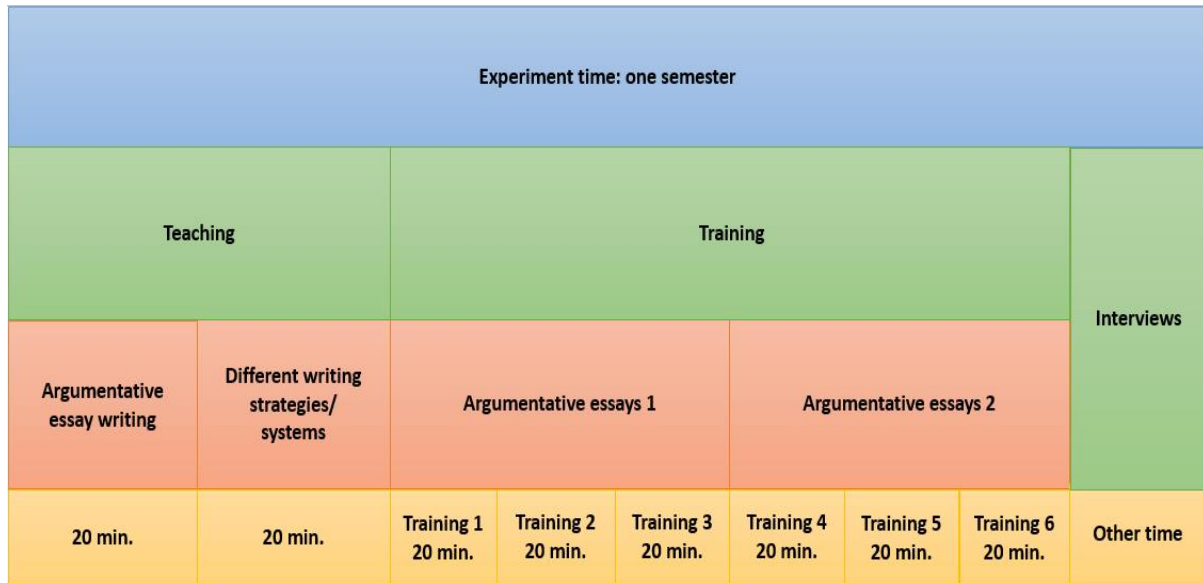 Experiment time: one semester
Teaching
Training
Interviews
Argumentative
essay writing
Different writing
strategies/
systems
Argumentative essays 1
Argumentative essays 2
20 min.
20 min.
Training 1
20 min.
Training 2
20 min.
Training 3
20 min.
Training 4
20 min.
Training 5
20 min.
Training 6
20 min.
Other time